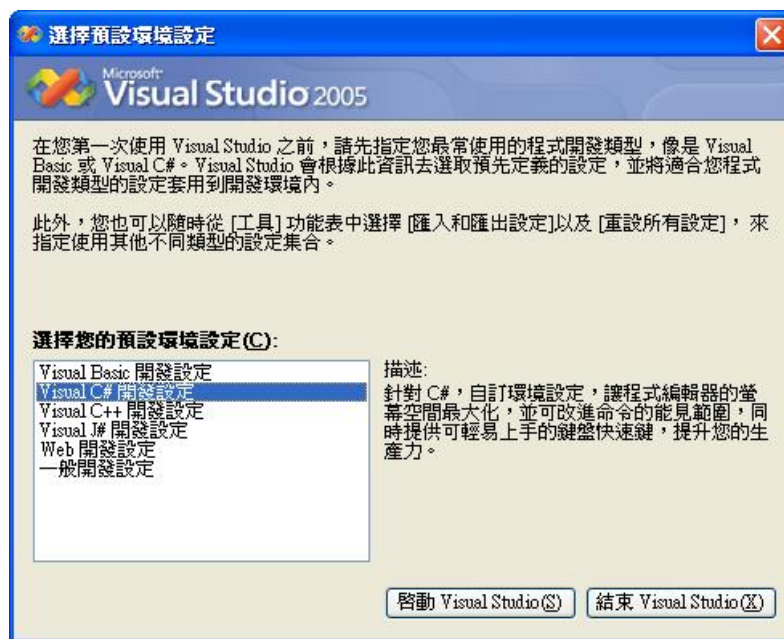 選擇預設環境設定
Microsoft
Visual Studio 2005
在您第一次使用 Visual Studio 之前，請先指定您最常使用的程式開發類型，像是 Visual
Basic 或 Visual C#。Visual Studio 會根據此資訊去選取預先定義的設定，並將適合您程式
開發類型的設定套用到開發環境內。
此外，您也可以隨時從 [工具] 功能表中選擇 [匯入和匯出設定]以及 [重設所有設定]， 來
指定使用其他不同類型的設定集合。
選擇您的預設環境設定(C):
Visual Basic 開發設定
Visual C# 開發設定
Visual C++ 開發設定
Visual J# 開發設定
Web 開發設定
一般開發設定
描述:
針對 C#，自訂環境設定，讓程式編輯器的螢
幕空間最大化，並可改進命令的能見範圍，同
時提供可輕易上手的鍵盤快速鍵，提升您的生
產力。
啟動 Visual Studio(S)
結束 Visual Studio(X)